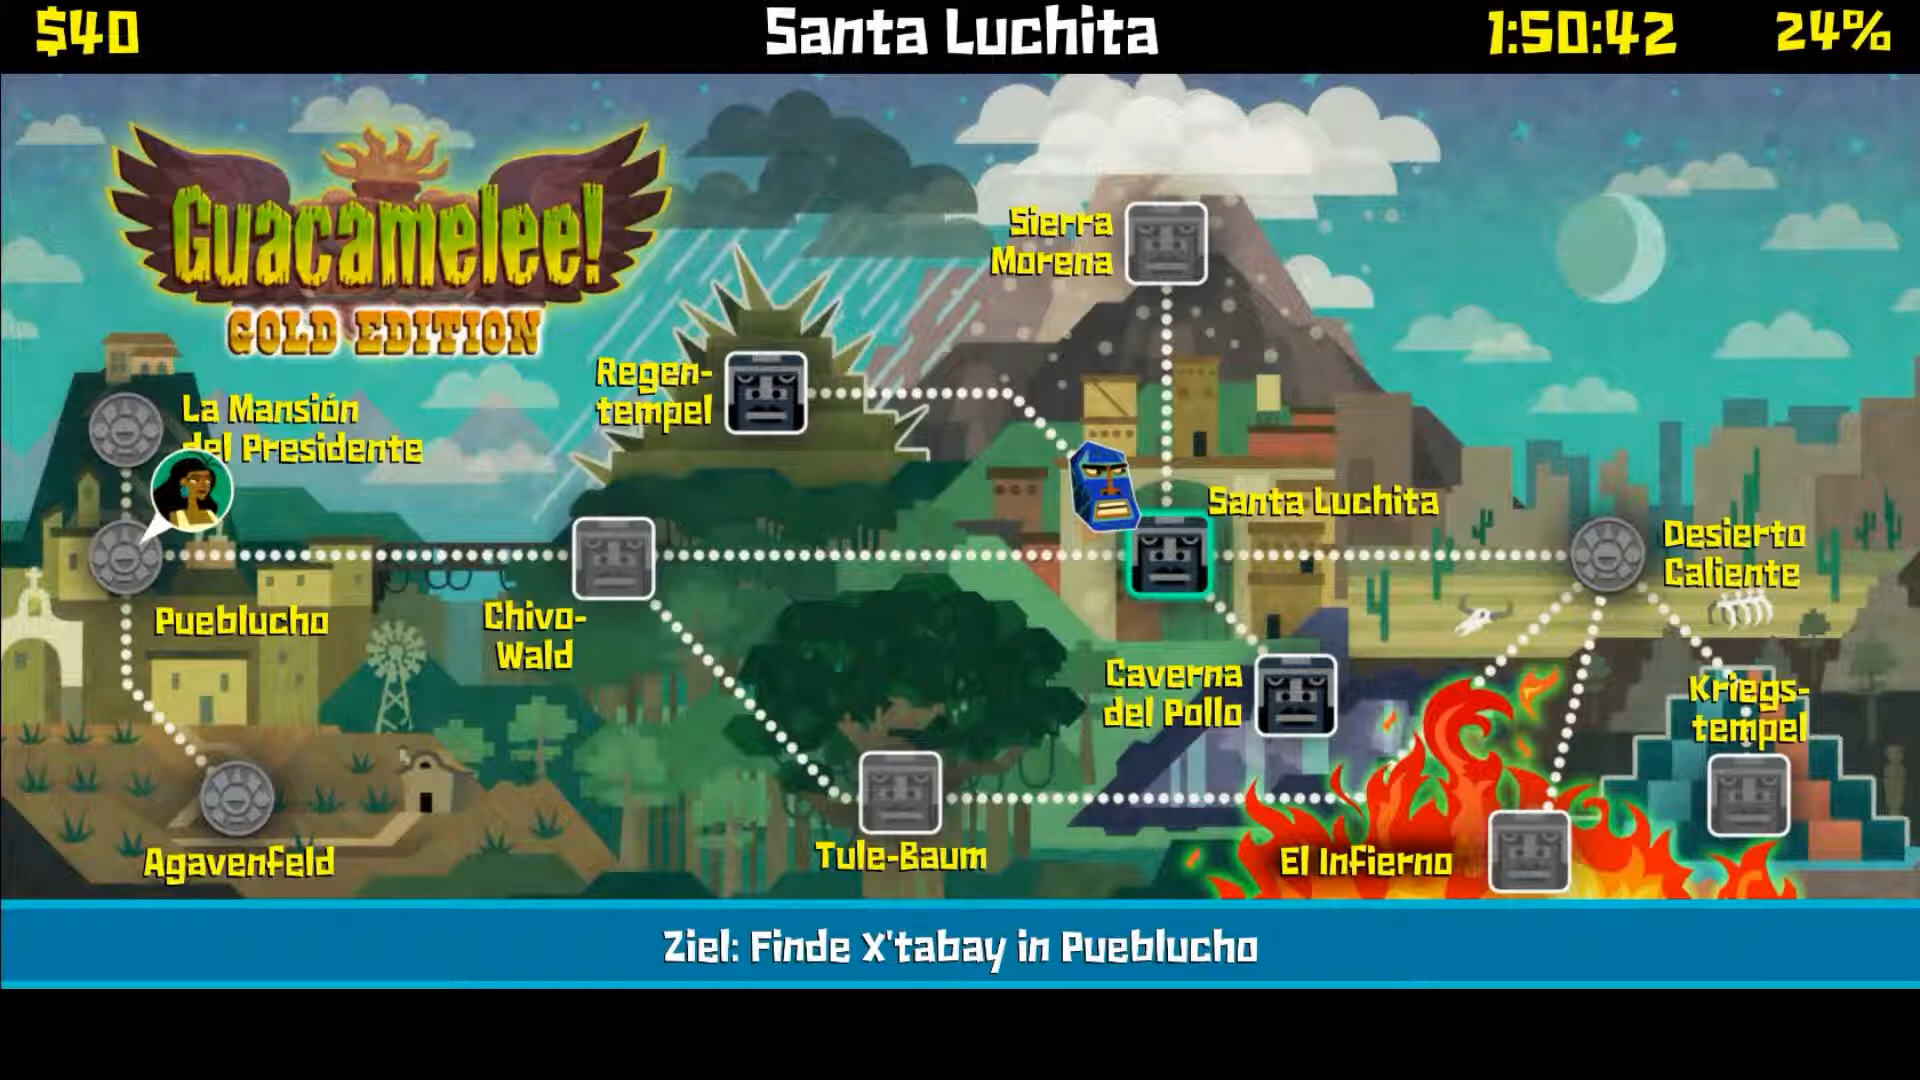 $40
Santa Luchita
1:50:42
24%
Guacamelee!
GOLD EDITION
Sierra
Morena
Regen-
tempel
La Mansión
del Presidente
Santa Luchita
Desierto
Caliente
Pueblucho
Chivo-
Wald
Caverna
del Pollo
Kriegs-
tempel
Agavenfeld
Tule-Baum
El Infierno
Ziel: Finde X'tabay in Pueblucho